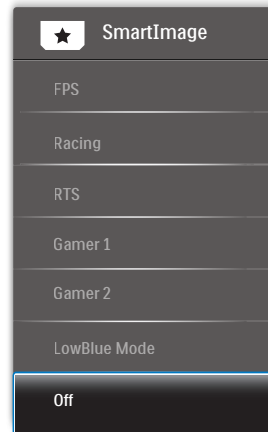 SmartImage
FPS
Racing
RTS
Gamer 1
Gamer 2
LowBlue Mode
Off